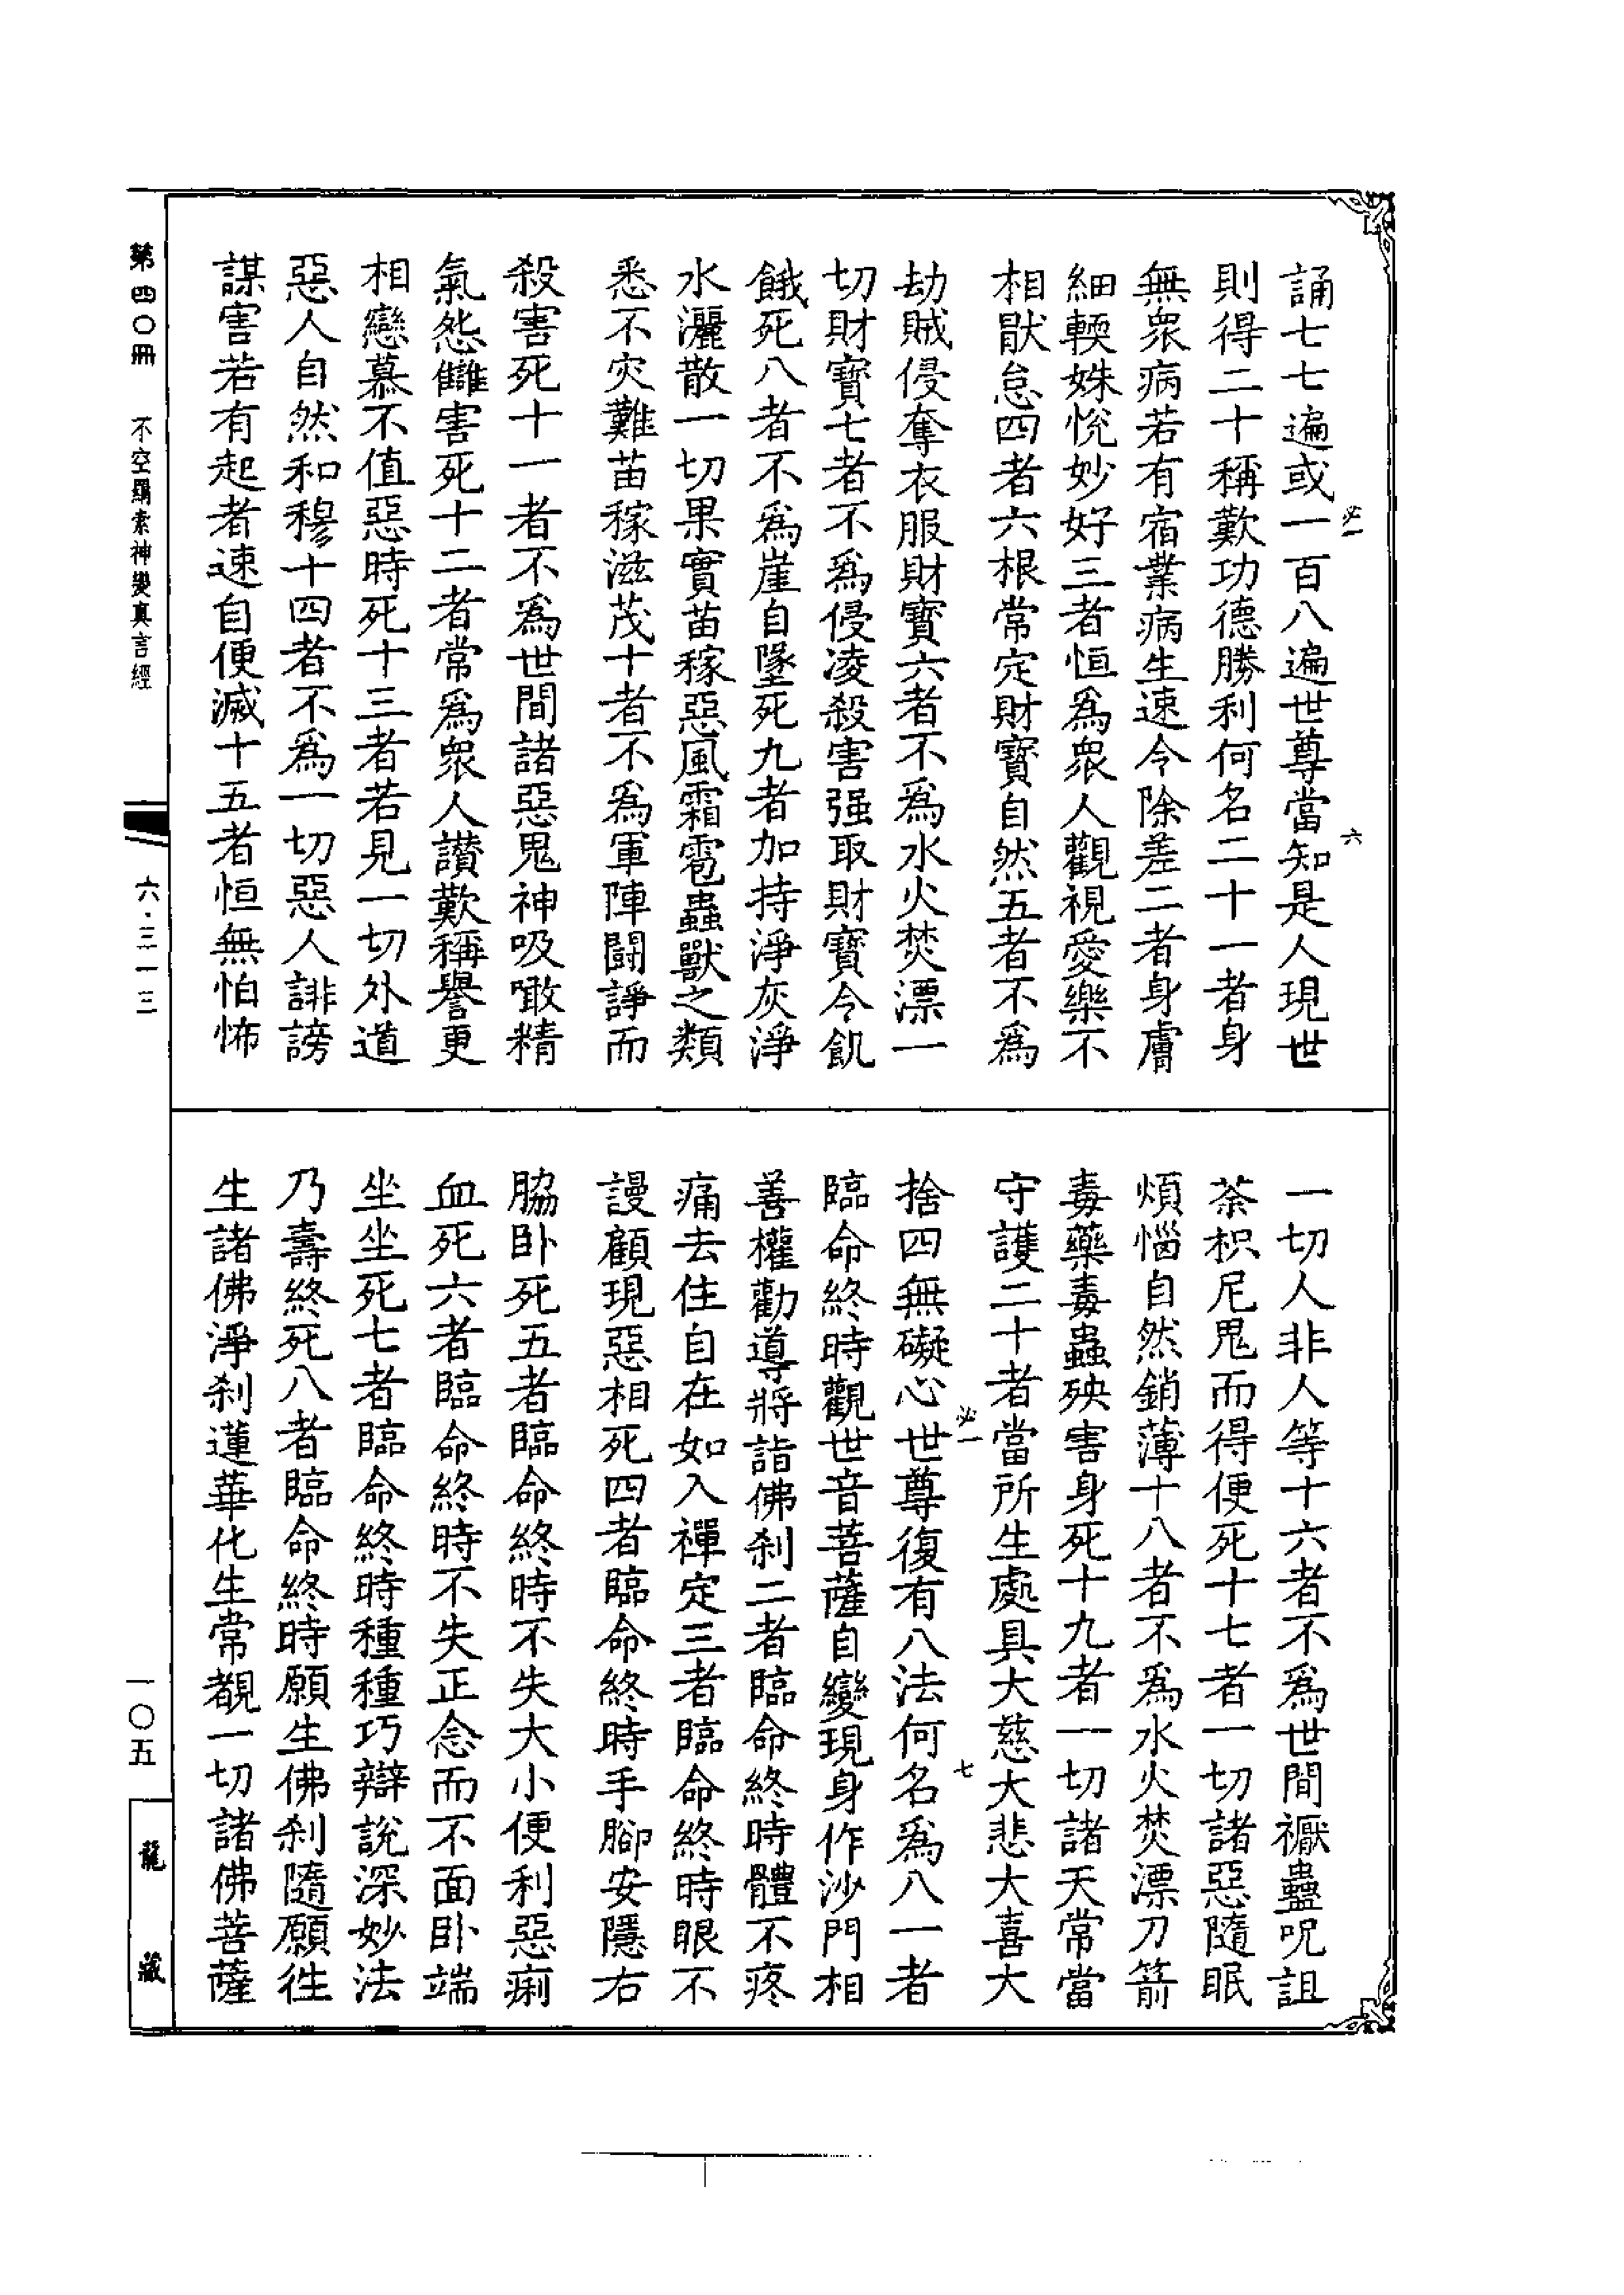 誦七七遍或一百八遍世尊當知是人現世
則得二十稱歎功德勝利何名二十一者身
無衆病若有宿業病生速令除差二者身膚
細輭姝悅妙好三者恒爲衆人觀視愛樂不
相猒怠四者六根常定財寳自然五者不爲
劫賊侵奪衣服財寳六者不爲水火焚漂一
切財寳七者不爲侵凌殺害强取財寳令飢
餓死八者不爲崖自墜死九者加持淨灰淨
水灑散一切果實苗稼惡風霜雹蟲獸之類
悉不灾難苗稼滋茂十者不爲軍陣鬪諍而
殺害死十一者不爲世間諸惡鬼神吸噉精
氣怨讎害死十二者常爲衆人讃歎稱譽更
相戀慕不值惡時死十三者若見一切外道
惡人自然和穆十四者不爲一切惡人誹謗
謀害若有起者速自便滅十五者恒無怕怖
一切人非人等十六者不爲世間禰蠱呪詛
荼枳尼鬼而得便死十七者一切諸惡隨眠
煩惱自然銷薄十八者不爲水火焚漂刀箭
毒藥毒蟲殃害身死十九者一切諸天常當
守護二十者當所生處具大慈大悲大喜大
捨四無礙心世尊復有八法何名爲八一者
臨命終時觀世音菩薩自變現身作沙門相
善權勸導將詣佛刹二者臨命終時體不疼
痛去住自在如入禪定三者臨命終時眼不
謾顧現惡相死四者臨命終時手腳安隱右
脇卧死五者臨命終時不失大小便利惡痢
血死六者臨命終時不失正念而不面卧端
坐坐死七者臨命終時種種巧辯說深妙法
乃壽終死八者臨命終時願生佛刹隨願徃
生諸佛淨刹蓮華化生常覩一切諸佛菩薩
必一
六
必一
七
第四〇冊
不空羂索神變真言經
六·三一三
一〇五
龍藏